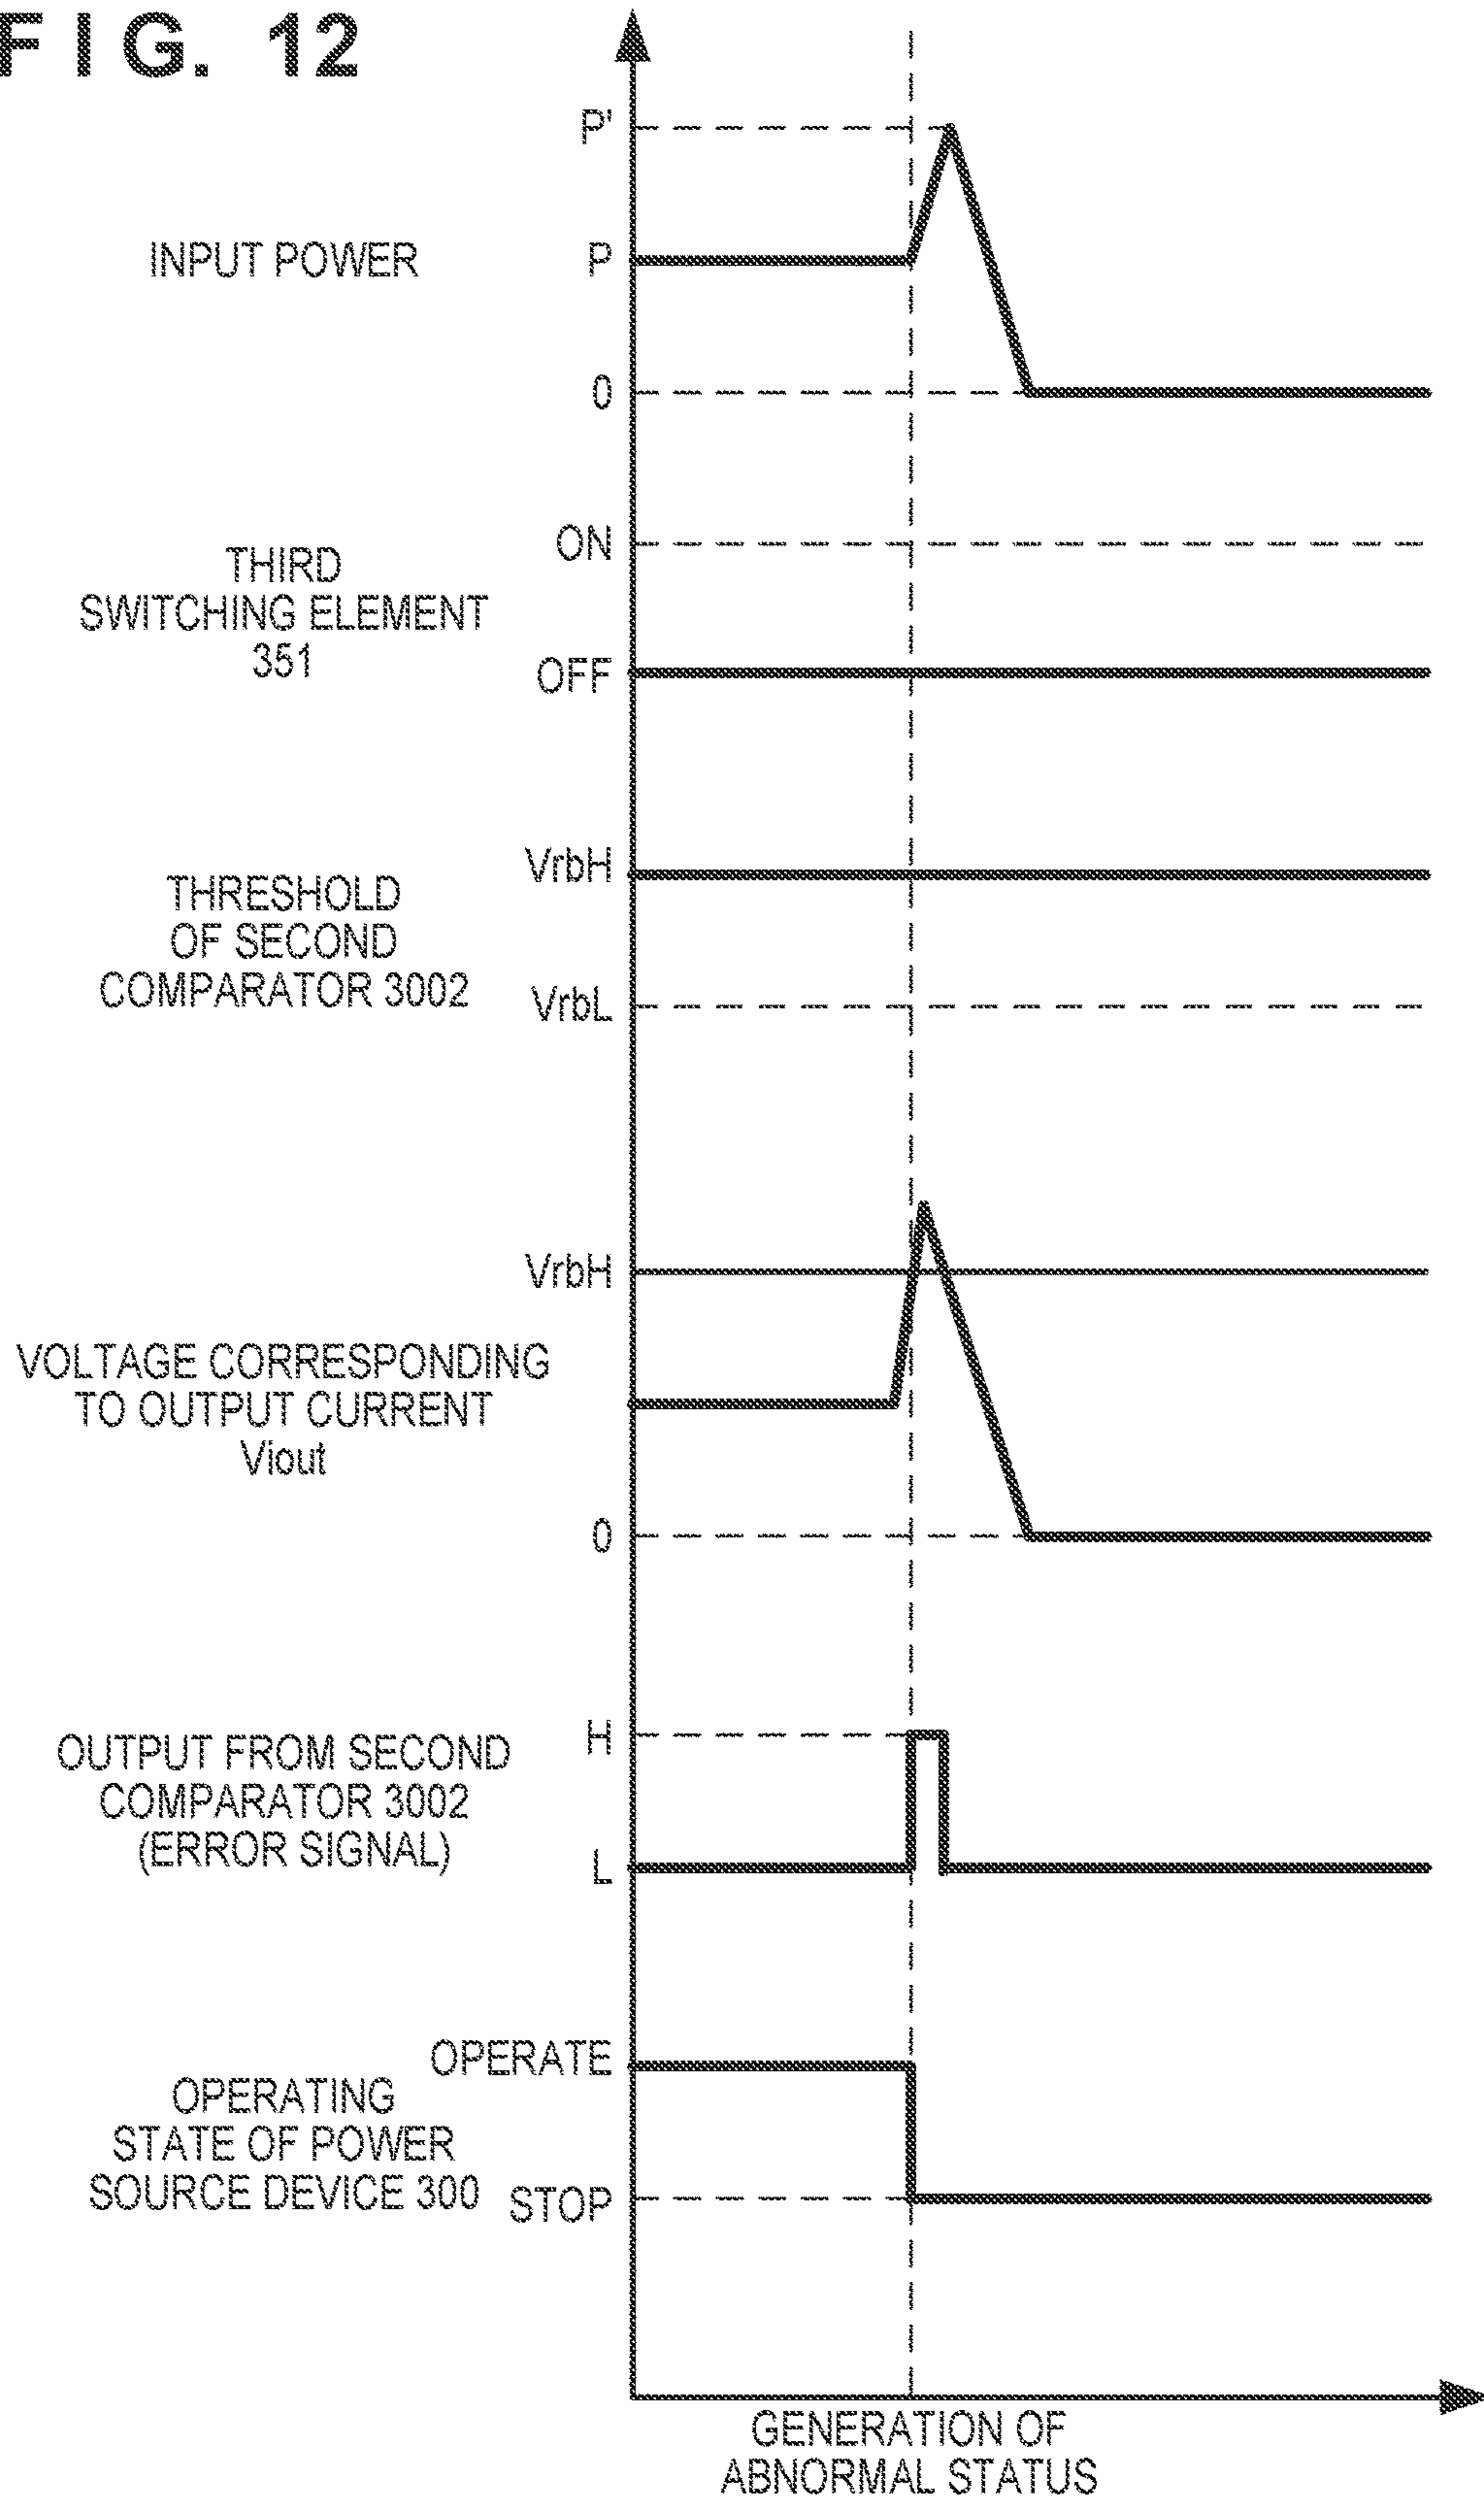 FIG. 12
P'
INPUT POWER
P
0
ON
THIRD
SWITCHING ELEMENT
351
OFF
VrbH
THRESHOLD
OF SECOND
COMPARATOR 3002
VrbL
VrbH
VOLTAGE CORRESPONDING
TO OUTPUT CURRENT
Viout
0
H
OUTPUT FROM SECOND
COMPARATOR 3002
(ERROR SIGNAL)
L
OPERATE
OPERATING
STATE OF POWER
SOURCE DEVICE 300
STOP
GENERATION OF
ABNORMAL STATUS